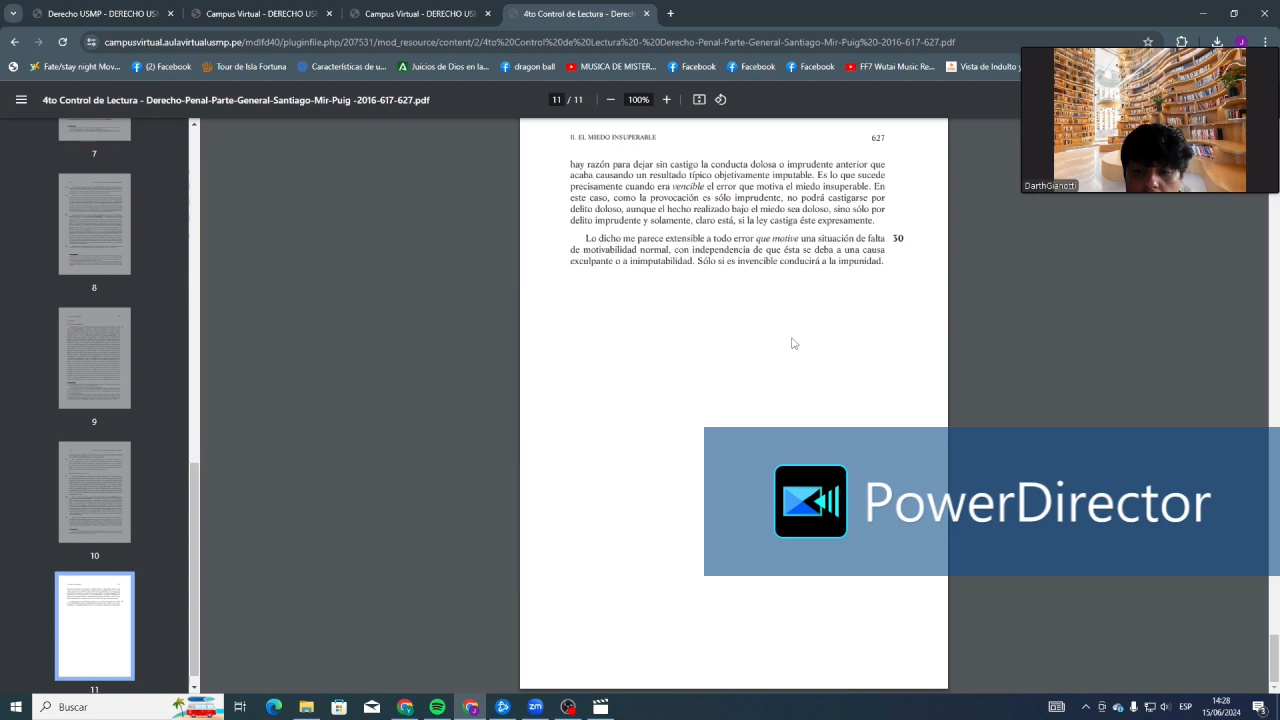 Derecho USMP - DERECHO USM
Derecho USMP - DERECHO USM
Campus Virtual - DERECHO USMP
4to Control de Lectura - Derec
campusvirtual.aulavirtualusmp.pe/mdlfd40/pluginfile.php/207531/mod_resource/content/4to%20Control%20de%20Lectura%20-%20Derecho-Penal-Parte-General-Santiago-Mir-Puig%20-2016-617-627.pdf
Fate/stay night Mov...
(2) Facebook
Tour de Isla Fortuna
Características de l...
Voces de Dios en el...
dragon ball
MUSICA DE MISTER...
Facebook
Facebook
Facebook
FF7 Wutai Music Re...
Vista de Indulto y
4to Control de Lectura - Derecho-Penal-Parte-General-Santiago-Mir-Puig -2016-617-627.pdf
11 / 11
100%
II. EL MIEDO INSUPERABLE
627
hay razón para dejar sin castigo la conducta dolosa o imprudente anterior que
acaba causando un resultado típico objetivamente imputable. Es lo que sucede
precisamente cuando era vencible el error que motiva el miedo insuperable. En
este caso, como la provocación es sólo imprudente, no podrá castigarse por
delito doloso, aunque el hecho realizado bajo el miedo sea doloso, sino sólo por
delito imprudente y solamente, claro está, si la ley castiga éste expresamente.
Lo dicho me parece extensible a todo error que motive una situación de falta 30
de motivabilidad normal, con independencia de que ésta se deba a una causa
exculpante o a inimputabilidad. Sólo si es invencible conducirá a la impunidad.
DarthGianotti
7
8
9
10
11
PowerDirector
Buscar
ESP
14:28
15/06/2024